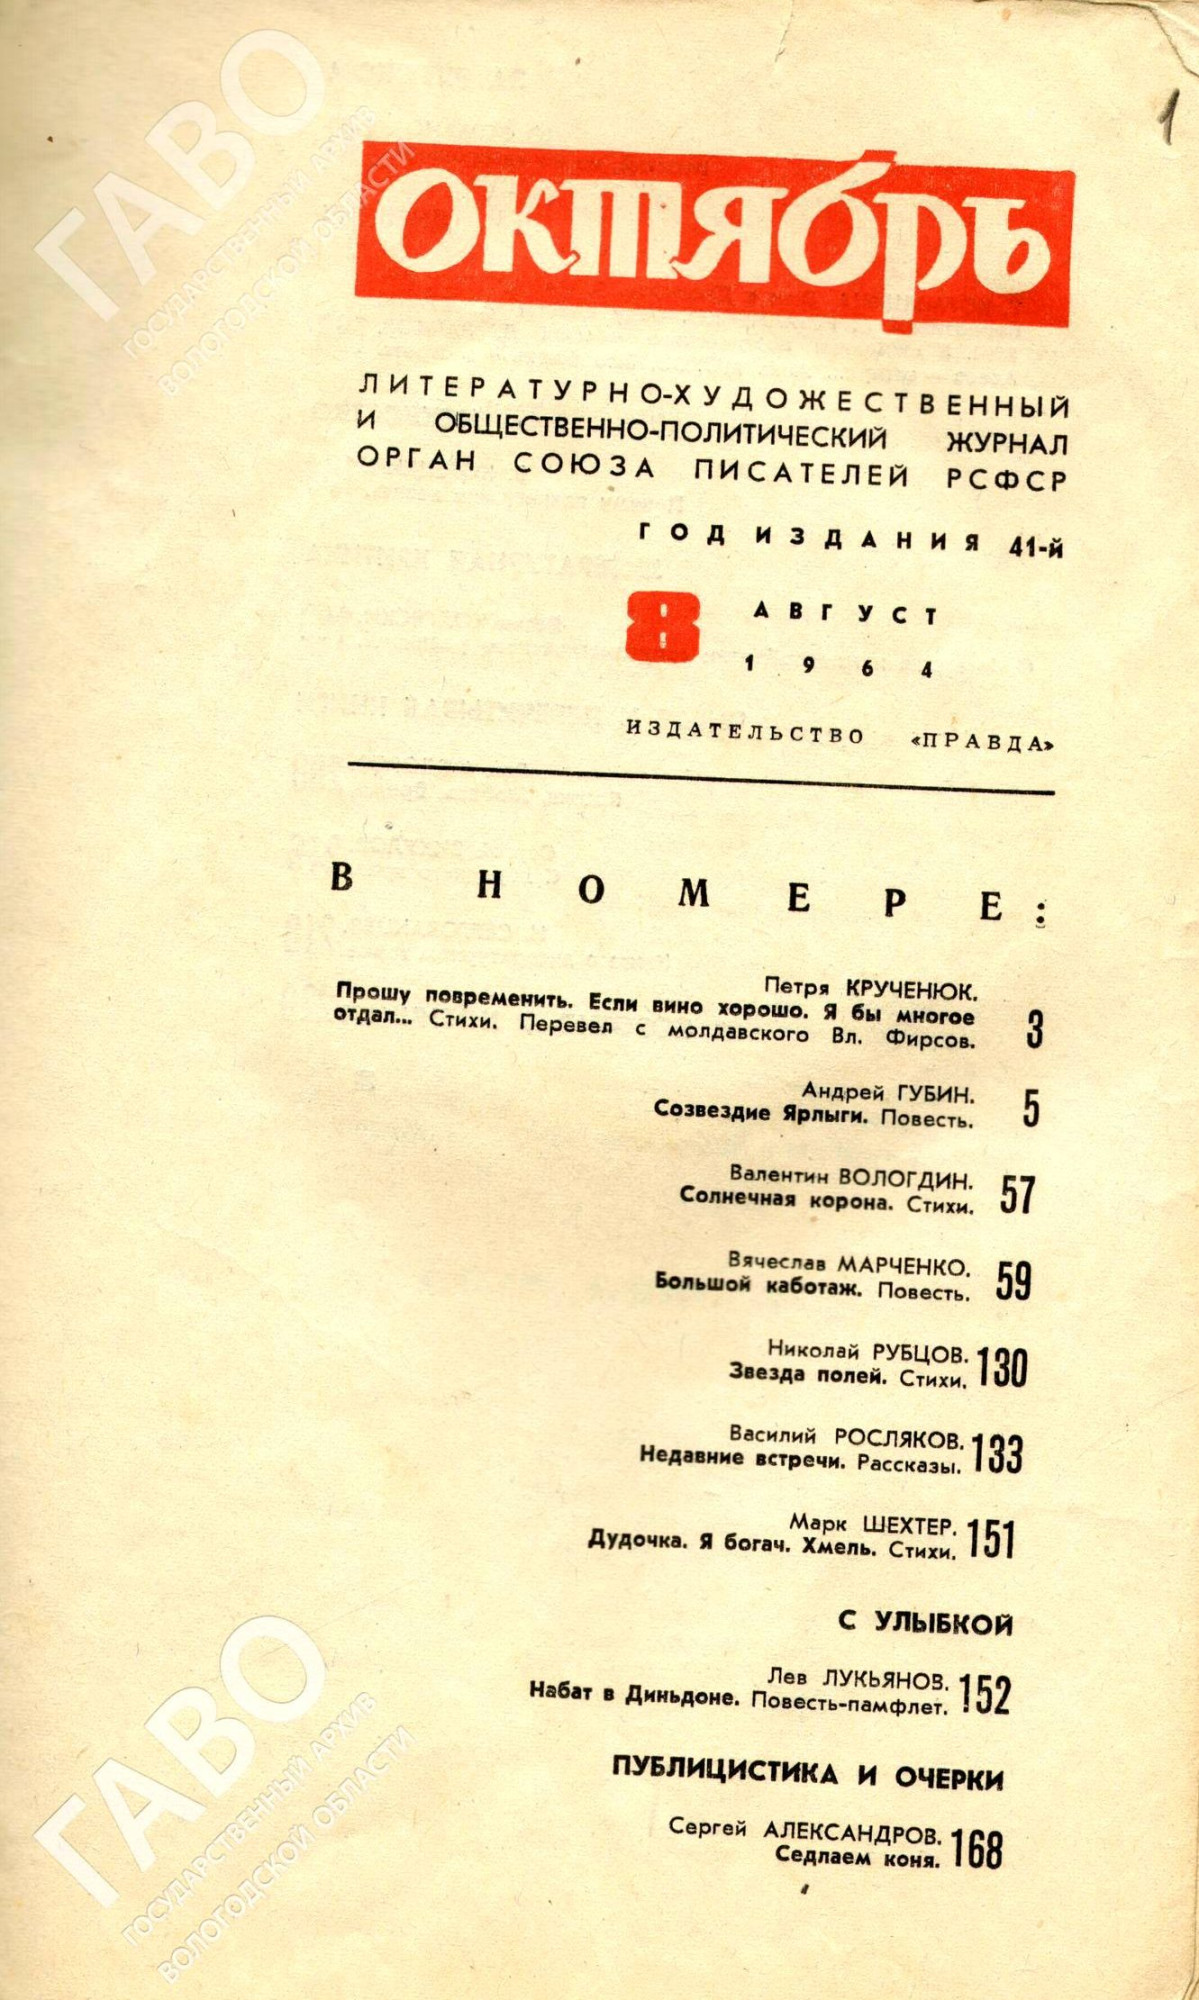 1
октябрь
ЛИТЕРАТУРНО-ХУДОЖЕСТВЕННЫЙ
И ОБЩЕСТВЕННО-ПОЛИТИЧЕСКИЙ ЖУРНАЛ
ОРГАН СОЮЗА ПИСАТЕЛЕЙ РСФСР
ГОД ИЗДАНИЯ 41-й
8 АВГУСТ
1964
ИЗДАТЕЛЬСТВО «ПРАВДА»
В НОМЕРЕ:
Петря КРУЧЕНЮК.
Прошу повременить. Если вино хорошо. Я бы многое
отдал... Стихи. Перевел с молдавского Вл. Фирсов. 3
Андрей ГУБИН.
Созвездие Ярлыги. Повесть. 5
Валентин ВОЛОГДИН.
Солнечная корона. Стихи. 57
Вячеслав МАРЧЕНКО.
Большой каботаж. Повесть. 59
Николай РУБЦОВ.
Звезда полей. Стихи. 130
Василий РОСЛЯКОВ.
Недавние встречи. Рассказы. 133
Марк ШЕХТЕР.
Дудочка. Я богач. Хмель. Стихи. 151
С УЛЫБКОЙ
Лев ЛУКЬЯНОВ.
Набат в Диньдоне. Повесть-памфлет. 152
ПУБЛИЦИСТИКА И ОЧЕРКИ
Сергей АЛЕКСАНДРОВ.
Седлаем коня. 168
ГАВО
ГОСУДАРСТВЕННЫЙ АРХИВ
ВОЛОГОДСКОЙ ОБЛАСТИ
ГАВО
ГОСУДАРСТВЕННЫЙ АРХИВ
ВОЛОГОДСКОЙ ОБЛАСТИ